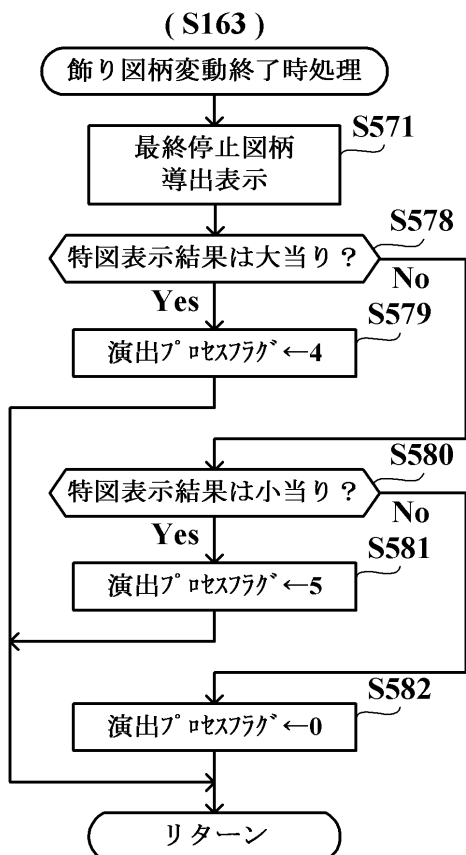 (S163)
飾り図柄変動終了時処理
S571
最終停止図柄
導出表示
S578
特図表示結果は大当り？
Yes
No
S579
演出ﾌﾟﾛｾｽﾌﾗｸﾞ←4
S580
特図表示結果は小当り？
Yes
No
S581
演出ﾌﾟﾛｾｽﾌﾗｸﾞ←5
S582
演出ﾌﾟﾛｾｽﾌﾗｸﾞ←0
リターン